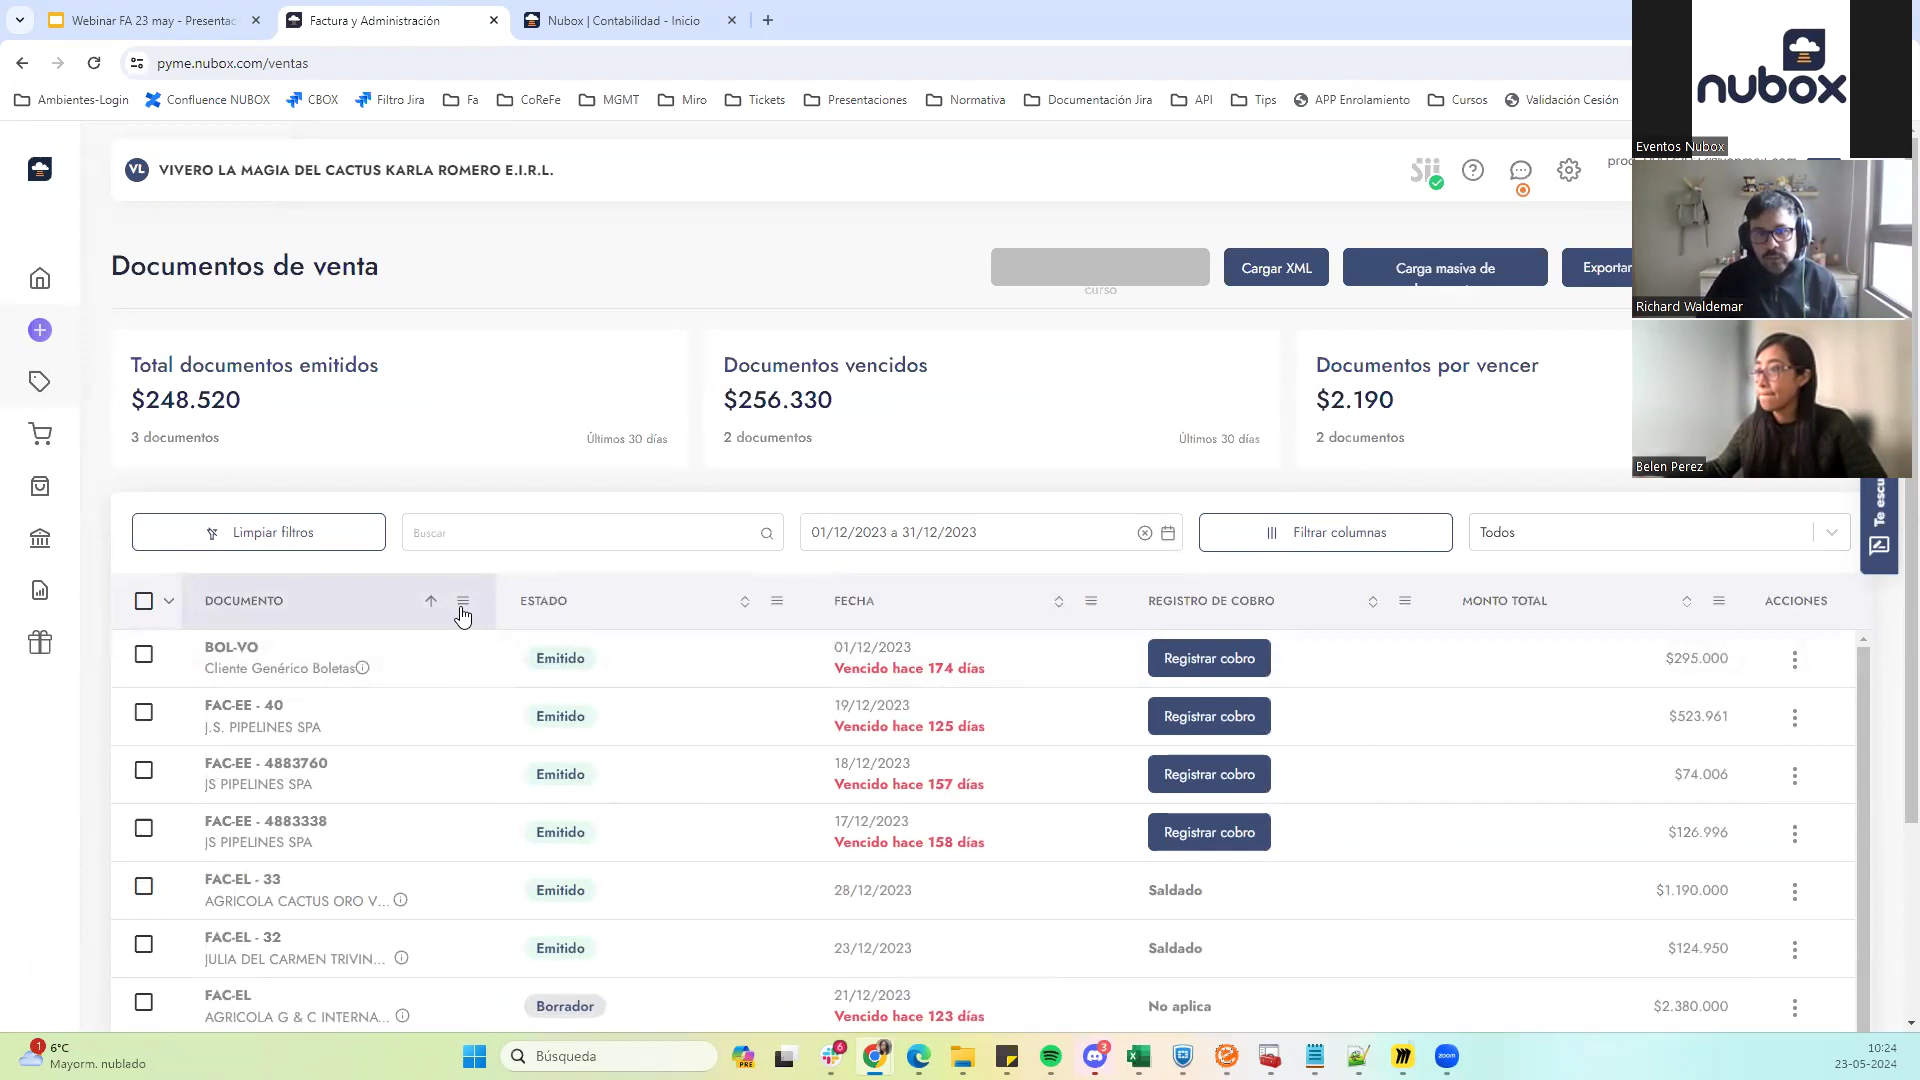 Webinar FA 23 may - Presentac
Factura y Administración
Nubox | Contabilidad - Inicio
pyme.nubox.com/ventas
Ambientes-Login
Confluence NUBOX
CBOX
Filtro Jira
Fa
CoReFe
MGMT
Miro
Tickets
Presentaciones
Normativa
Documentación Jira
API
Tips
APP Enrolamiento
Cursos
Validación Cesión
nubox
Eventos Nubox
VL
VIVERO LA MAGIA DEL CACTUS KARLA ROMERO E.I.R.L.
sii
Richard Waldemar
Documentos de venta
curso
Cargar XML
Carga masiva de
Exportar
Total documentos emitidos
$248.520
3 documentos
Últimos 30 días
Documentos vencidos
$256.330
2 documentos
Últimos 30 días
Documentos por vencer
$2.190
2 documentos
Belen Perez
Te escu
Limpiar filtros
Buscar
01/12/2023 a 31/12/2023
Filtrar columnas
Todos
DOCUMENTO
ESTADO
FECHA
REGISTRO DE COBRO
MONTO TOTAL
ACCIONES
BOL-VO
Cliente Genérico Boletas
Emitido
01/12/2023
Vencido hace 174 días
Registrar cobro
$295.000
FAC-EE - 40
J.S. PIPELINES SPA
Emitido
19/12/2023
Vencido hace 125 días
Registrar cobro
$523.961
FAC-EE - 4883760
JS PIPELINES SPA
Emitido
18/12/2023
Vencido hace 157 días
Registrar cobro
$74.006
FAC-EE - 4883338
JS PIPELINES SPA
Emitido
17/12/2023
Vencido hace 158 días
Registrar cobro
$126.996
FAC-EL - 33
AGRICOLA CACTUS ORO V...
Emitido
28/12/2023
Saldado
$1.190.000
FAC-EL - 32
JULIA DEL CARMEN TRIVIN...
Emitido
23/12/2023
Saldado
$124.950
FAC-EL
AGRICOLA G & C INTERNA...
Borrador
21/12/2023
Vencido hace 123 días
No aplica
$2.380.000
1
6°C
Mayorm. nublado
Búsqueda
PRE
6
3
zoom
10:24
23-05-2024